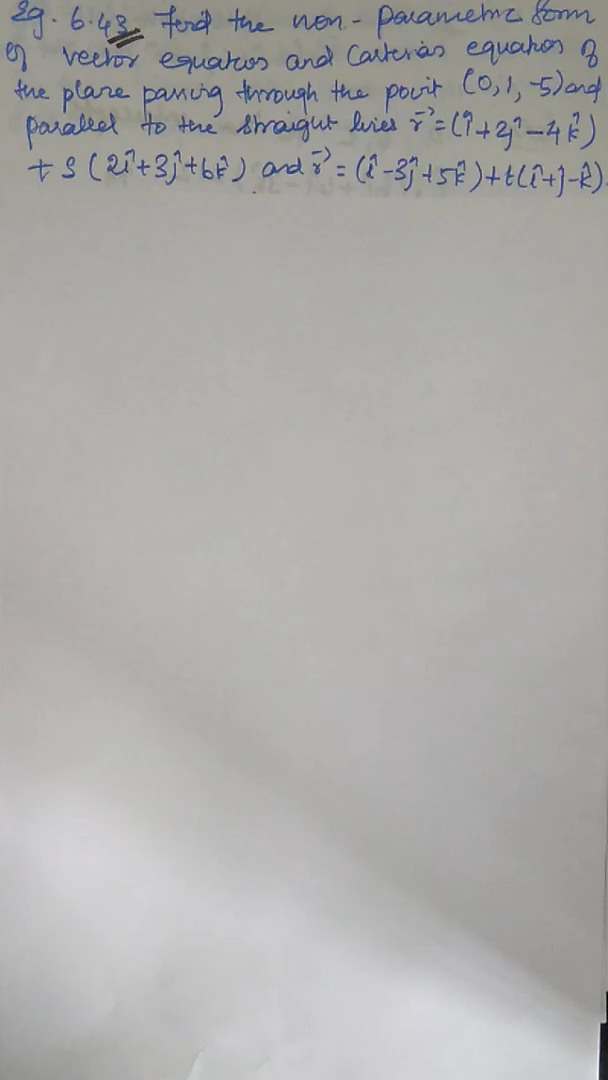 Eg. 6.43. Find the non-parametric form
of vector equation and Cartesian equation of
the plane passing through the point (0, 1, -5) and
parallel to the straight lines r⃗ = (î + 2ĵ - 4k̂)
+ s (2î + 3ĵ + 6k̂) and r⃗ = (î - 3ĵ + 5k̂) + t(î + ĵ - k̂).